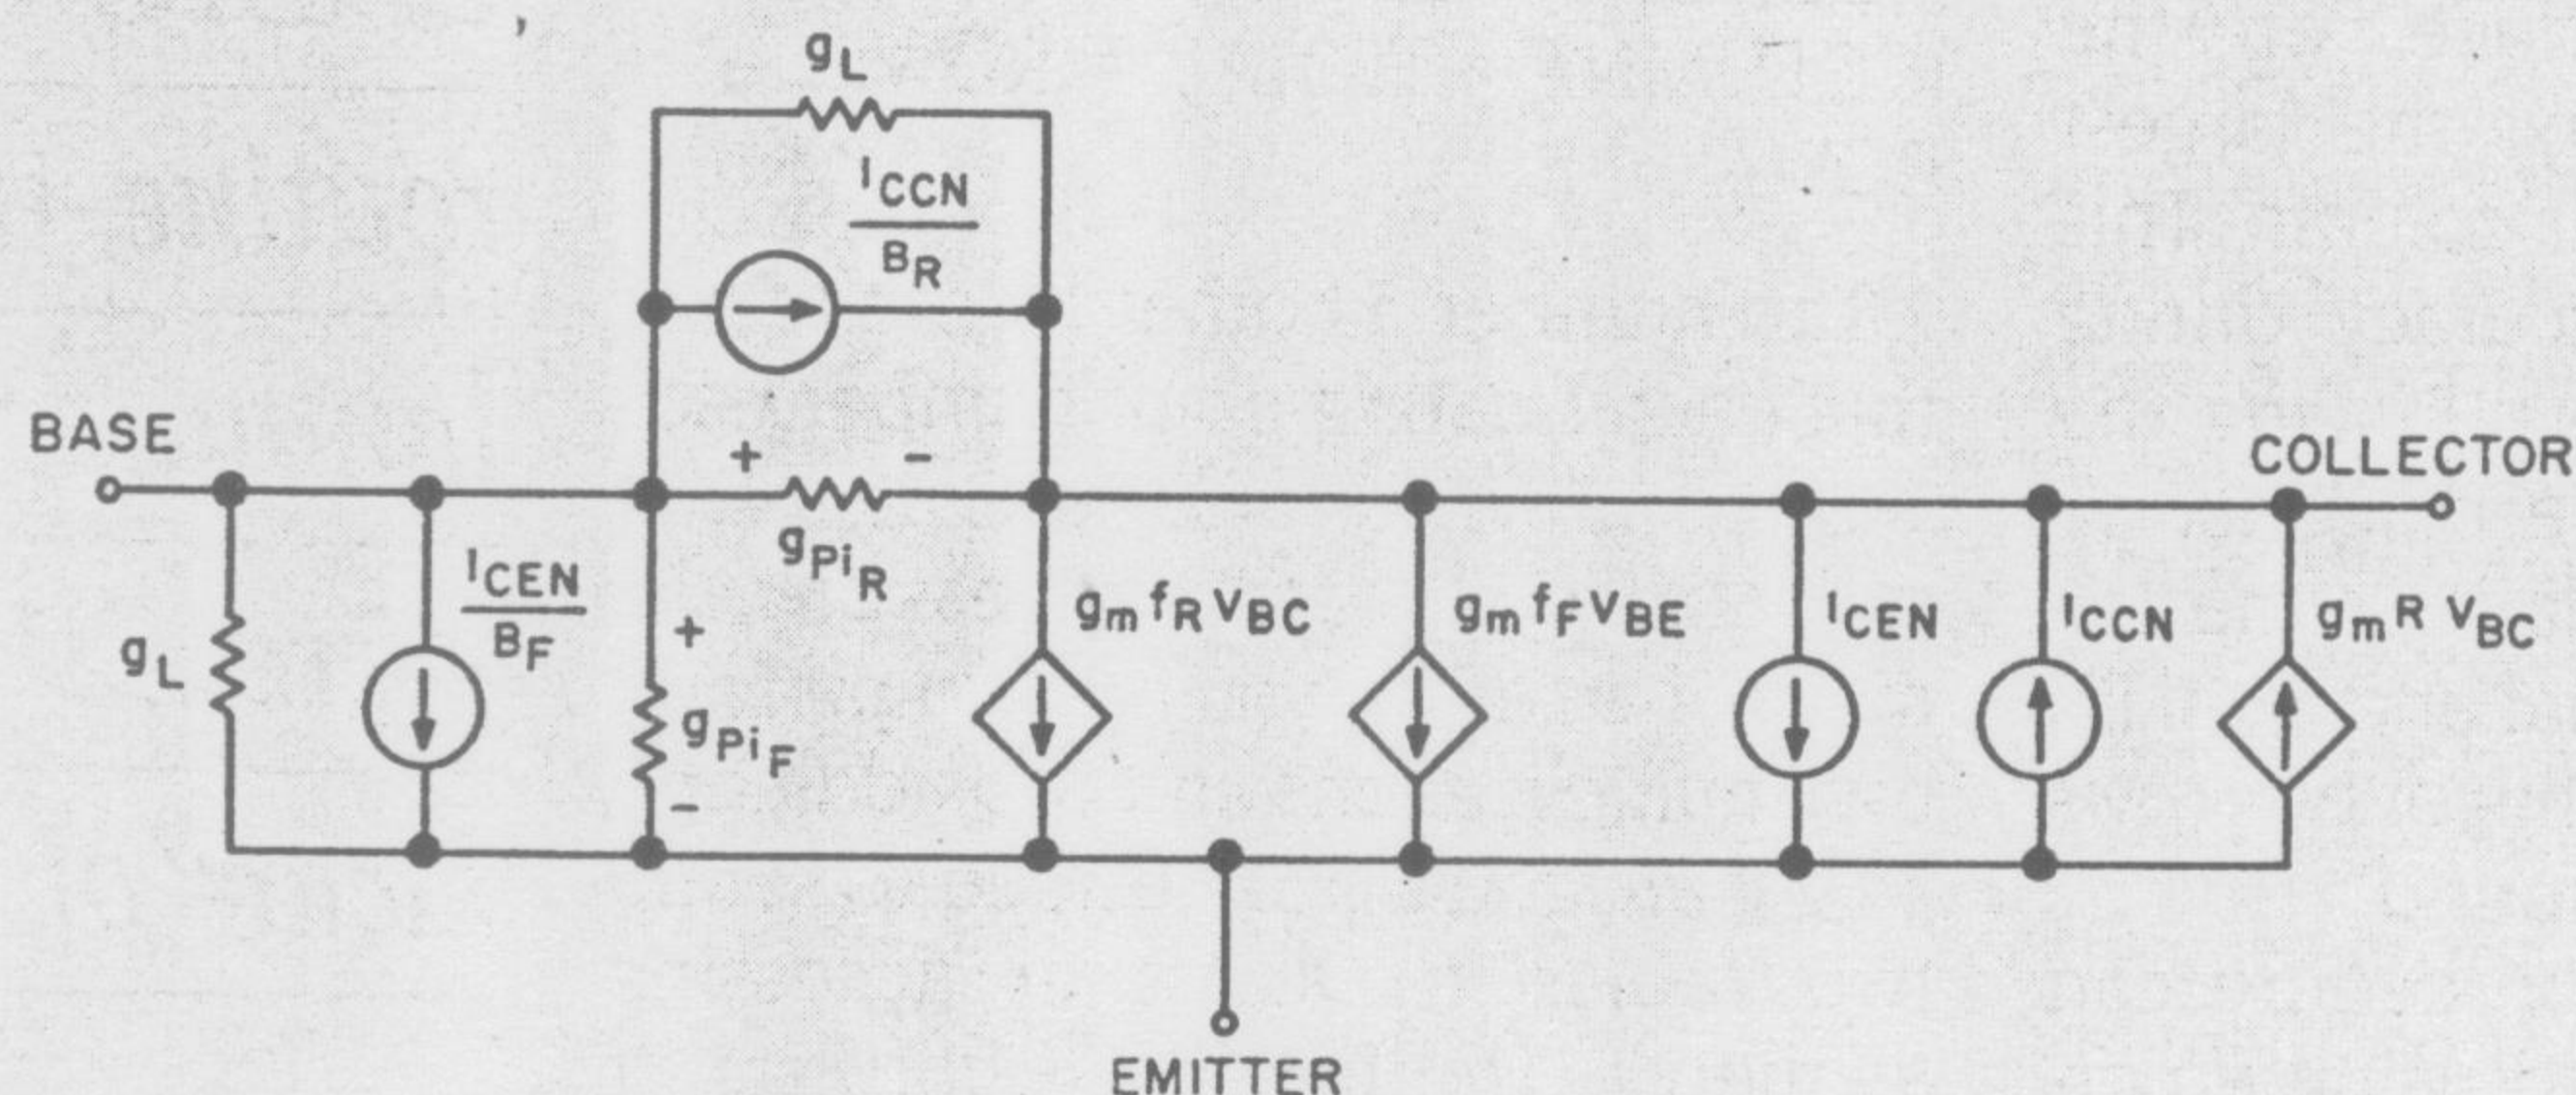 gL
ICCN
BR
BASE
+ -
COLLECTOR
gPiR
ICEN
BF
gm fR VBC
gm fF VBE
ICEN
ICCN
gm R VBC
gL
+
gPiF
-
EMITTER